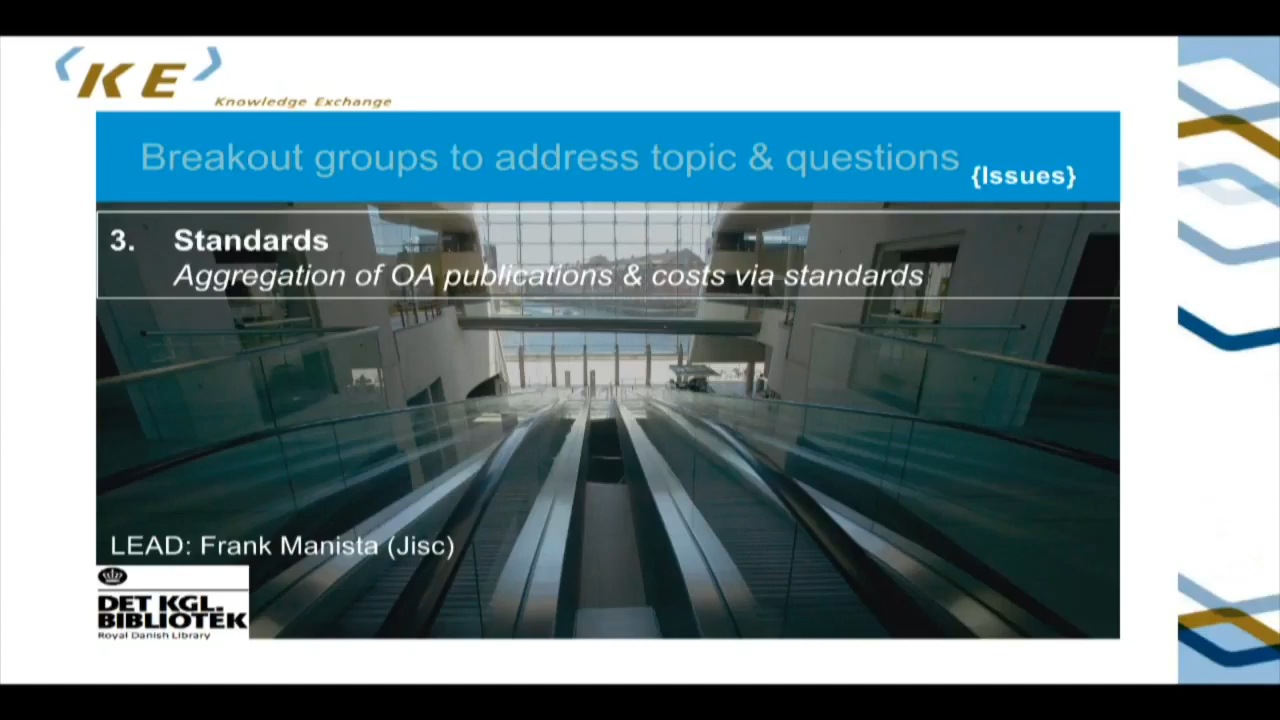 KE
Knowledge Exchange
Breakout groups to address topic & questions {Issues}
3. Standards
Aggregation of OA publications & costs via standards
LEAD: Frank Manista (Jisc)
DET KGL.
BIBLIOTEK
Royal Danish Library